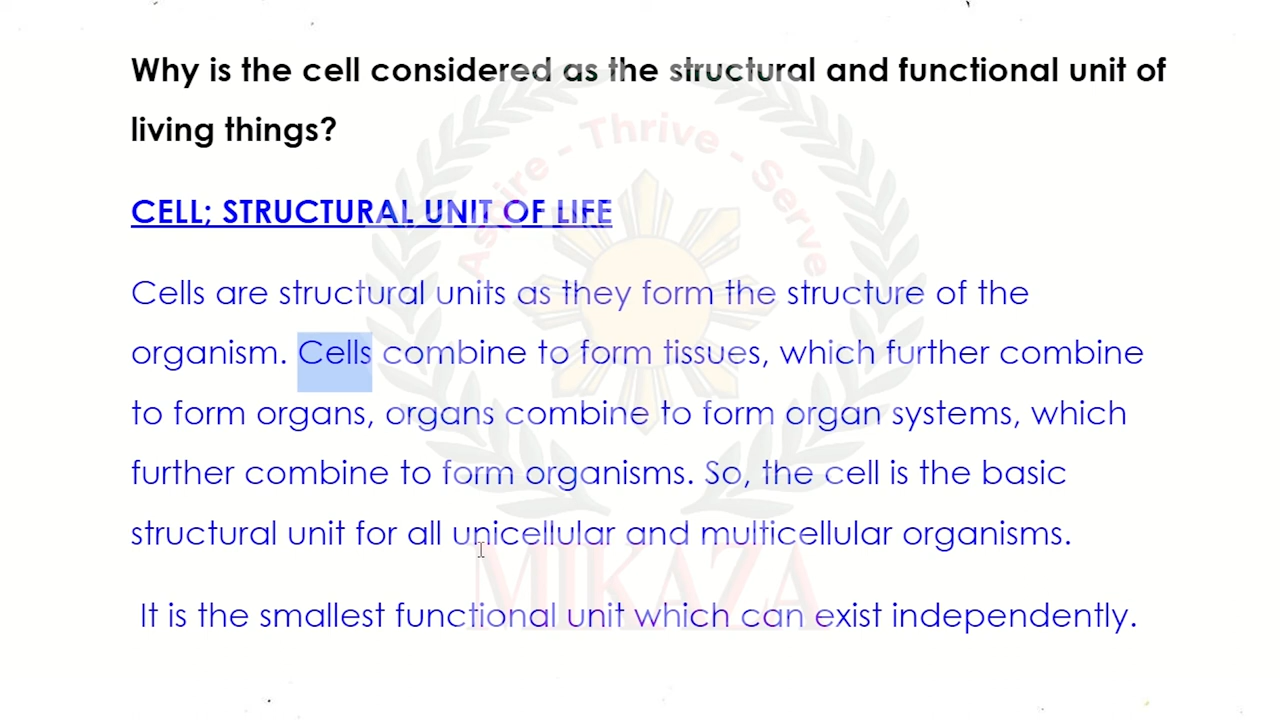 Why is the cell considered as the structural and functional unit of
living things?
CELL; STRUCTURAL UNIT OF LIFE
Cells are structural units as they form the structure of the
organism. Cells combine to form tissues, which further combine
to form organs, organs combine to form organ systems, which
further combine to form organisms. So, the cell is the basic
structural unit for all unicellular and multicellular organisms.
It is the smallest functional unit which can exist independently.
Aspire - Thrive - Serve
MIKAZA